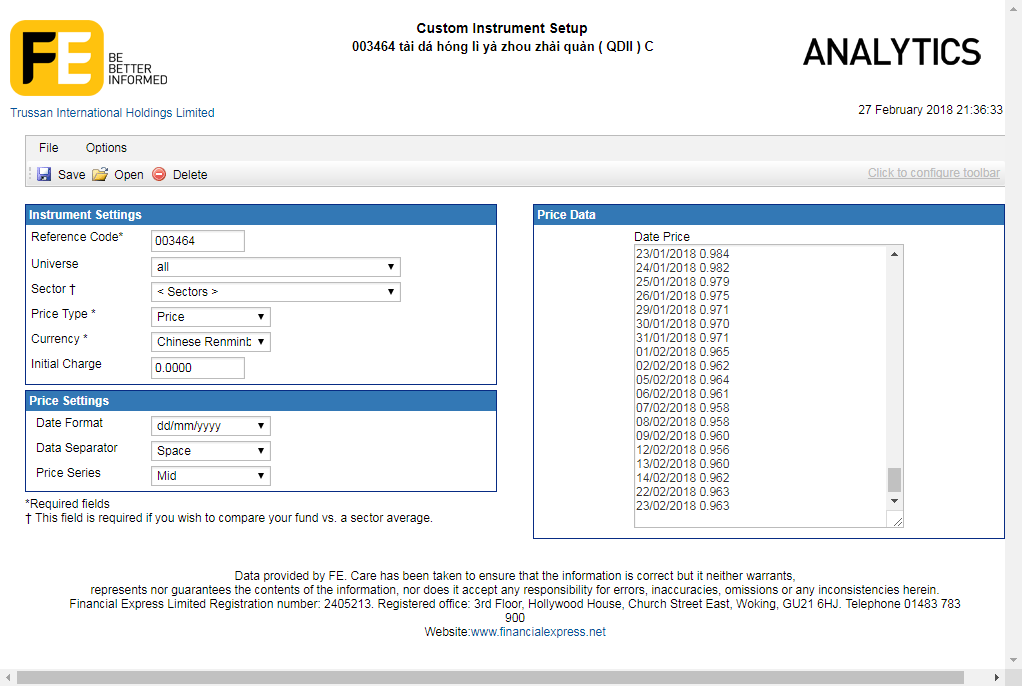 Custom Instrument Setup
003464 tài dá hóng lì yà zhou zhài quàn ( QDII ) C
FE
BE
BETTER
INFORMED
ANALYTICS
Trussan International Holdings Limited
27 February 2018 21:36:33
File Options
Save Open Delete
Click to configure toolbar
Instrument Settings
Reference Code* 003464
Universe all
Sector † < Sectors >
Price Type * Price
Currency * Chinese Renminb
Initial Charge 0.0000
Price Settings
Date Format dd/mm/yyyy
Data Separator Space
Price Series Mid
*Required fields
† This field is required if you wish to compare your fund vs. a sector average.
Price Data
Date Price
23/01/2018 0.984
24/01/2018 0.982
25/01/2018 0.979
26/01/2018 0.975
29/01/2018 0.971
30/01/2018 0.970
31/01/2018 0.971
01/02/2018 0.965
02/02/2018 0.962
05/02/2018 0.964
06/02/2018 0.961
07/02/2018 0.958
08/02/2018 0.958
09/02/2018 0.960
12/02/2018 0.956
13/02/2018 0.960
14/02/2018 0.962
22/02/2018 0.963
23/02/2018 0.963
Data provided by FE. Care has been taken to ensure that the information is correct but it neither warrants,
represents nor guarantees the contents of the information, nor does it accept any responsibility for errors, inaccuracies, omissions or any inconsistencies herein.
Financial Express Limited Registration number: 2405213. Registered office: 3rd Floor, Hollywood House, Church Street East, Woking, GU21 6HJ. Telephone 01483 783
900
Website:www.financialexpress.net